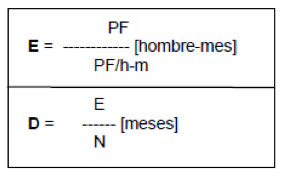 PF
E = ------------ [hombre-mes]
PF/h-m
E
D = ------ [meses]
N